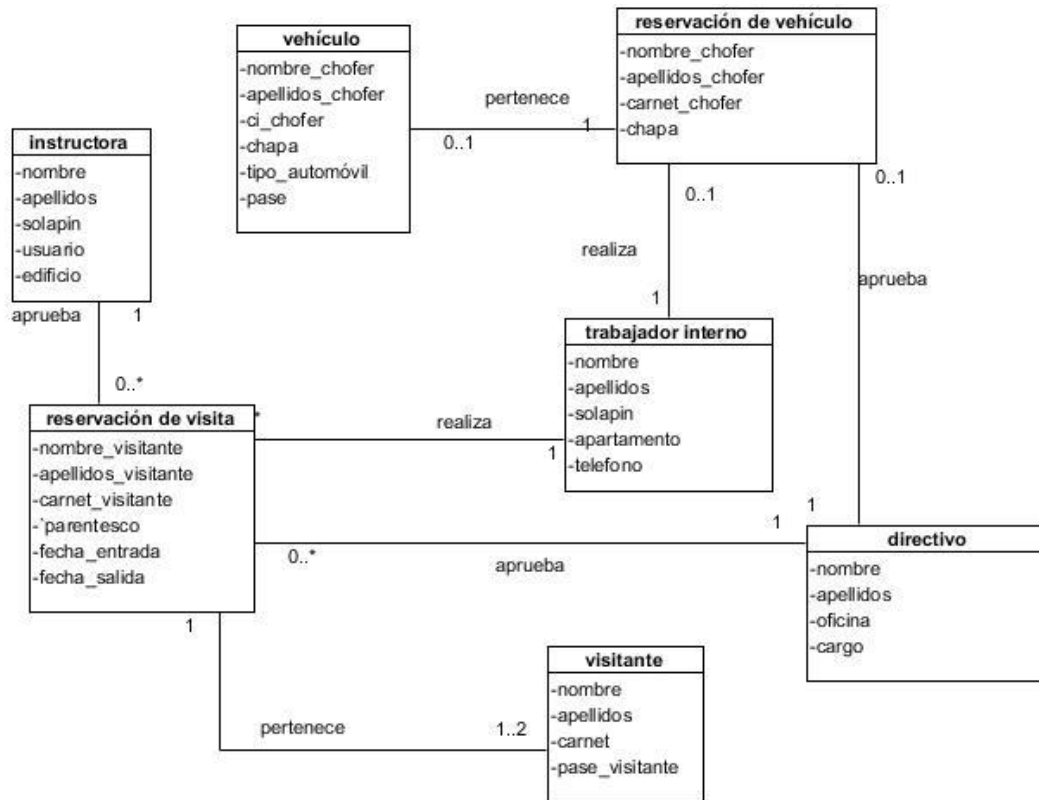 vehículo
-nombre_chofer
-apellidos_chofer
-ci_chofer
-chapa
-tipo_automóvil
-pase
reservación de vehículo
-nombre_chofer
-apellidos_chofer
-carnet_chofer
-chapa
pertenece
0..1
1
instructora
-nombre
-apellidos
-solapin
-usuario
-edificio
aprueba
1
0..*
0..1
realiza
1
0..1
aprueba
1
trabajador interno
-nombre
-apellidos
-solapin
-apartamento
-telefono
reservación de visita
-nombre_visitante
-apellidos_visitante
-carnet_visitante
-`parentesco
-fecha_entrada
-fecha_salida
*
realiza
1
0..*
aprueba
1
directivo
-nombre
-apellidos
-oficina
-cargo
1
pertenece
1..2
visitante
-nombre
-apellidos
-carnet
-pase_visitante